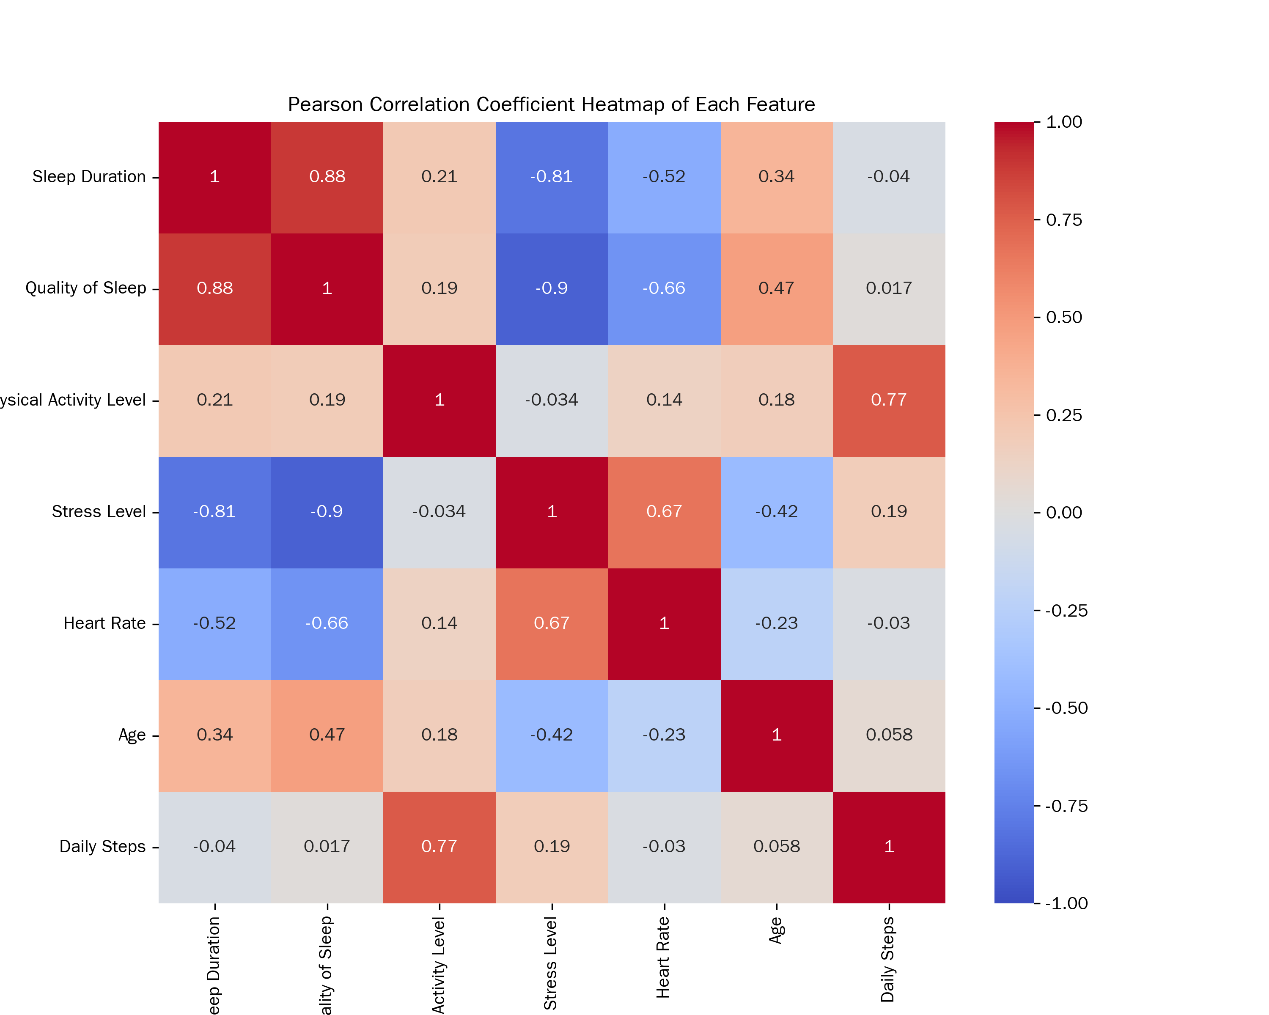 Pearson Correlation Coefficient Heatmap of Each Feature
Sleep Duration 1 0.88 0.21 -0.81 -0.52 0.34 -0.04
Quality of Sleep 0.88 1 0.19 -0.9 -0.66 0.47 0.017
ysical Activity Level 0.21 0.19 1 -0.034 0.14 0.18 0.77
Stress Level -0.81 -0.9 -0.034 1 0.67 -0.42 0.19
Heart Rate -0.52 -0.66 0.14 0.67 1 -0.23 -0.03
Age 0.34 0.47 0.18 -0.42 -0.23 1 0.058
Daily Steps -0.04 0.017 0.77 0.19 -0.03 0.058 1
eep Duration
ality of Sleep
Activity Level
Stress Level
Heart Rate
Age
Daily Steps
1.00
0.75
0.50
0.25
0.00
-0.25
-0.50
-0.75
-1.00